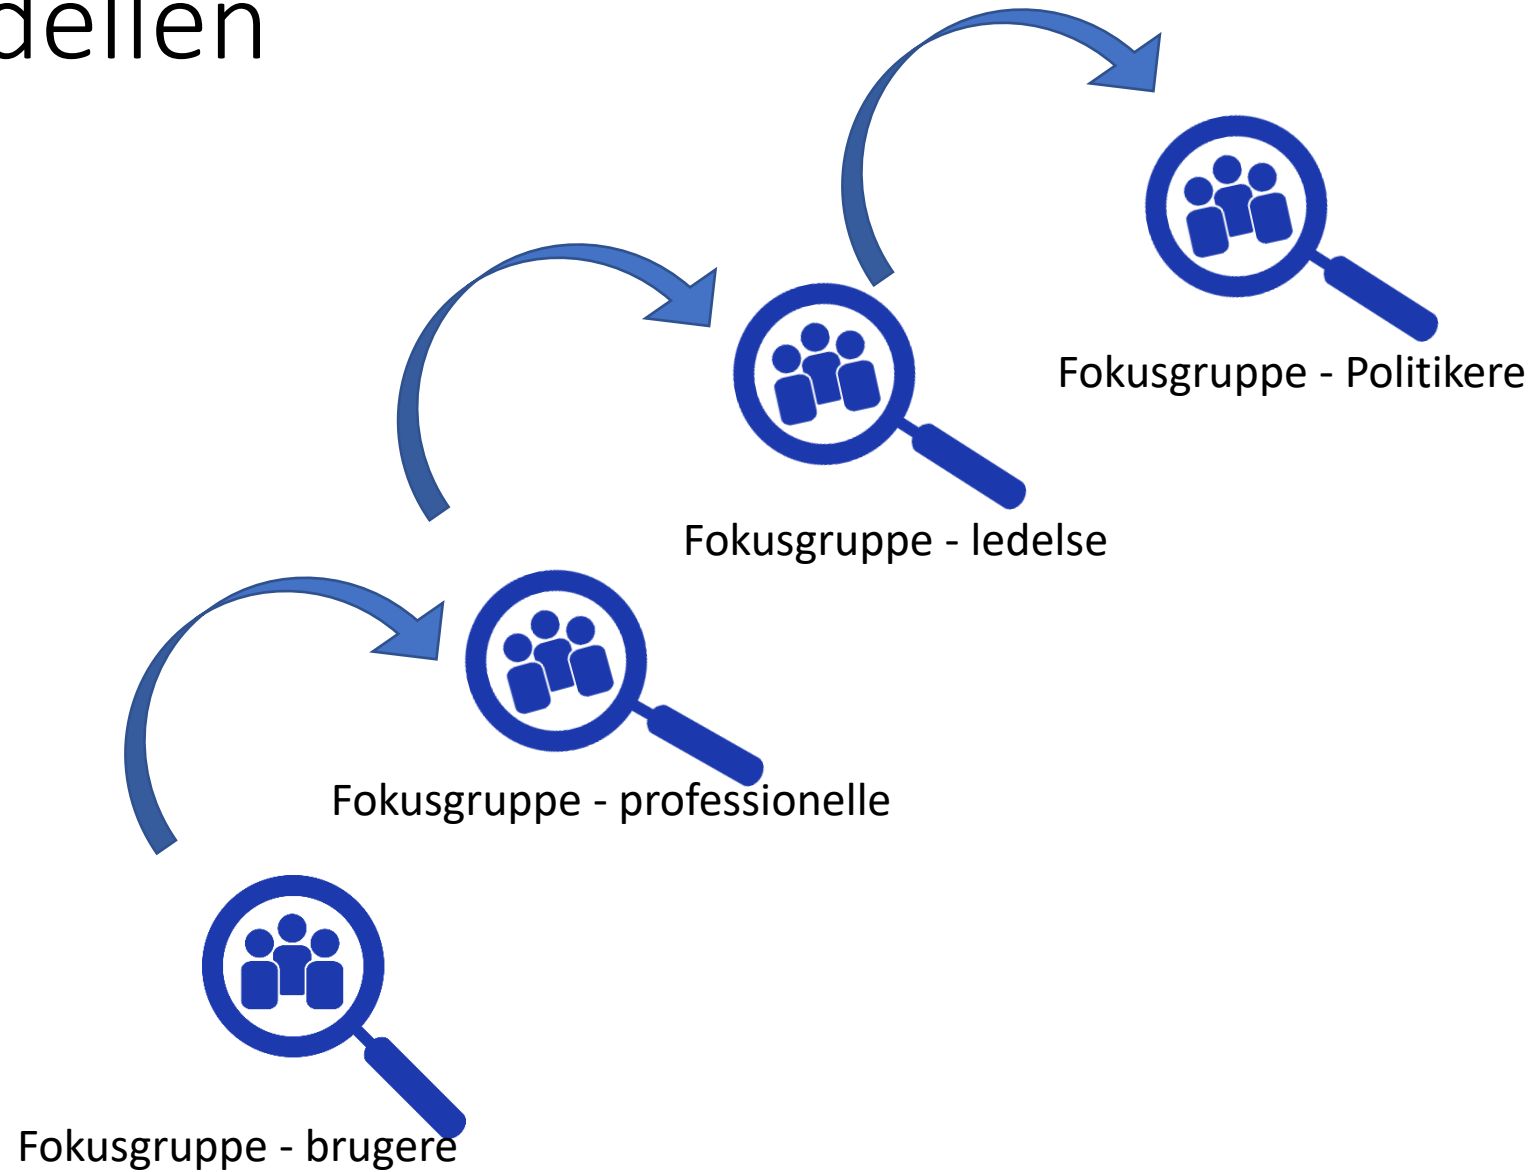 dellen
Fokusgruppe - Politikere
Fokusgruppe - ledelse
Fokusgruppe - professionelle
Fokusgruppe - brugere